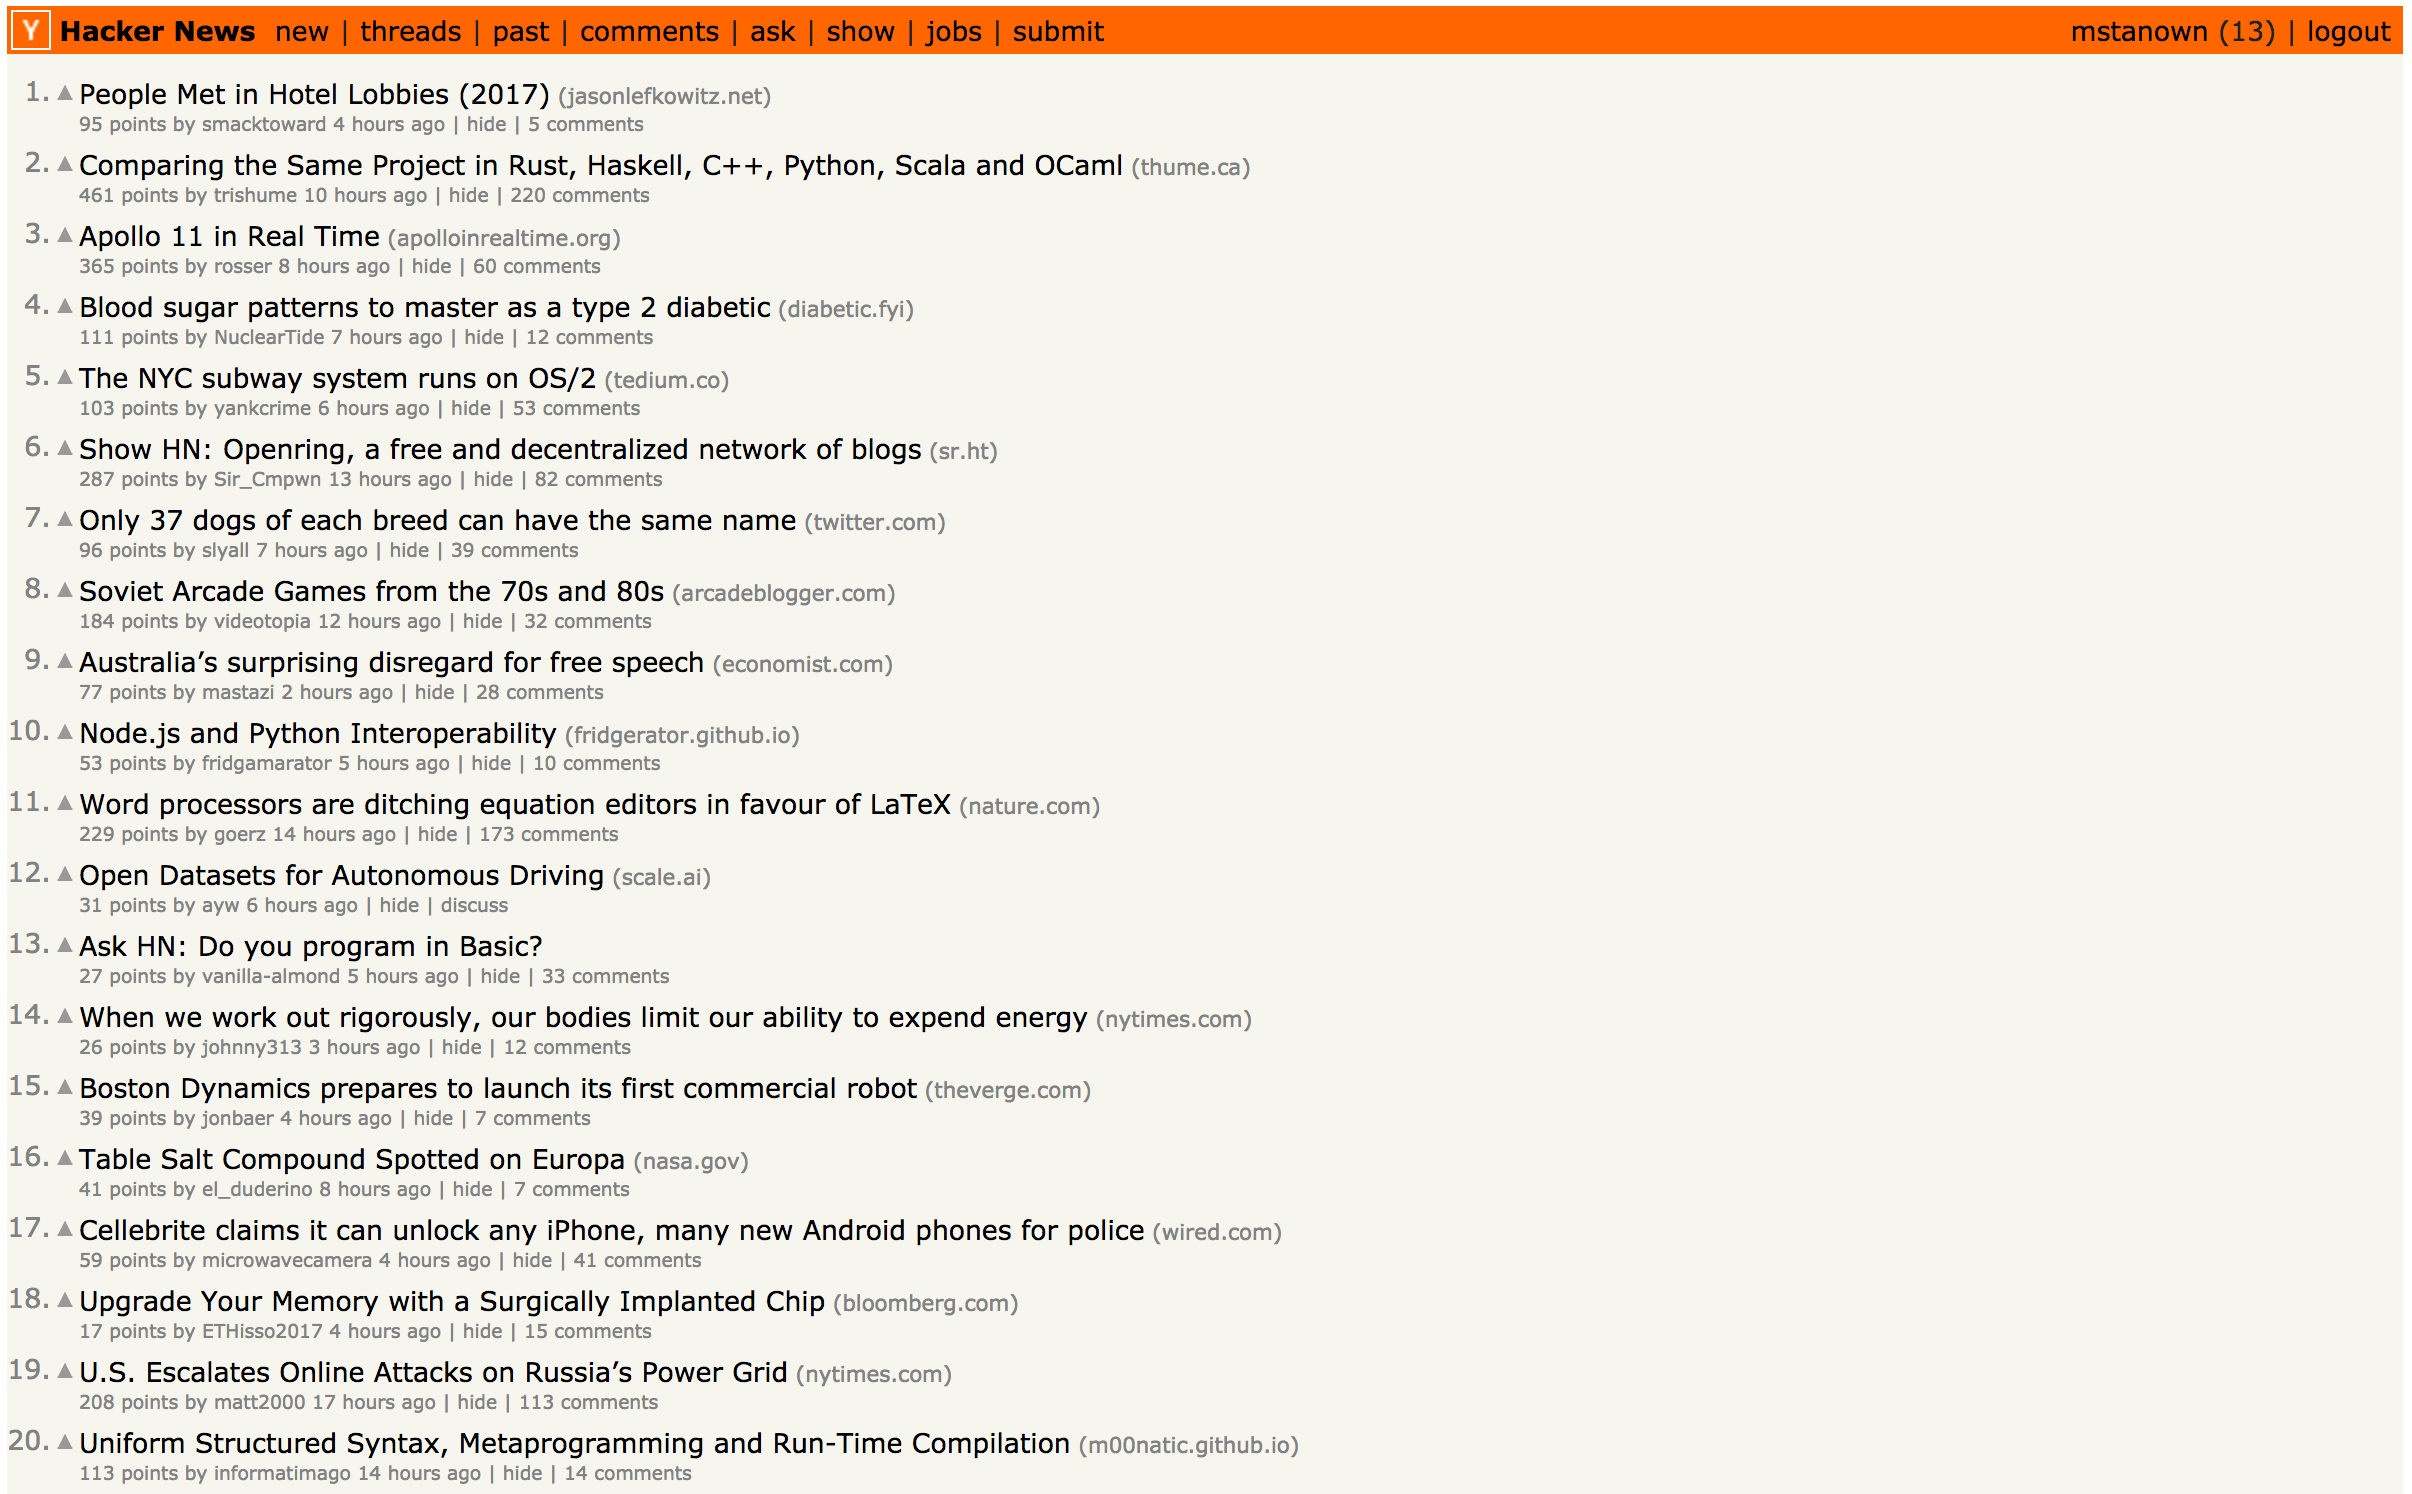 Y Hacker News new | threads | past | comments | ask | show | jobs | submit mstanown (13) | logout
1. ▲ People Met in Hotel Lobbies (2017) (jasonlefkowitz.net)
95 points by smacktoward 4 hours ago | hide | 5 comments
2. ▲ Comparing the Same Project in Rust, Haskell, C++, Python, Scala and OCaml (thume.ca)
461 points by trishume 10 hours ago | hide | 220 comments
3. ▲ Apollo 11 in Real Time (apolloinrealtime.org)
365 points by rosser 8 hours ago | hide | 60 comments
4. ▲ Blood sugar patterns to master as a type 2 diabetic (diabetic.fyi)
111 points by NuclearTide 7 hours ago | hide | 12 comments
5. ▲ The NYC subway system runs on OS/2 (tedium.co)
103 points by yankcrime 6 hours ago | hide | 53 comments
6. ▲ Show HN: Openring, a free and decentralized network of blogs (sr.ht)
287 points by Sir_Cmpwn 13 hours ago | hide | 82 comments
7. ▲ Only 37 dogs of each breed can have the same name (twitter.com)
96 points by slyall 7 hours ago | hide | 39 comments
8. ▲ Soviet Arcade Games from the 70s and 80s (arcadeblogger.com)
184 points by videotopia 12 hours ago | hide | 32 comments
9. ▲ Australia’s surprising disregard for free speech (economist.com)
77 points by mastazi 2 hours ago | hide | 28 comments
10. ▲ Node.js and Python Interoperability (fridgerator.github.io)
53 points by fridgamarator 5 hours ago | hide | 10 comments
11. ▲ Word processors are ditching equation editors in favour of LaTeX (nature.com)
229 points by goerz 14 hours ago | hide | 173 comments
12. ▲ Open Datasets for Autonomous Driving (scale.ai)
31 points by ayw 6 hours ago | hide | discuss
13. ▲ Ask HN: Do you program in Basic?
27 points by vanilla-almond 5 hours ago | hide | 33 comments
14. ▲ When we work out rigorously, our bodies limit our ability to expend energy (nytimes.com)
26 points by johnny313 3 hours ago | hide | 12 comments
15. ▲ Boston Dynamics prepares to launch its first commercial robot (theverge.com)
39 points by jonbaer 4 hours ago | hide | 7 comments
16. ▲ Table Salt Compound Spotted on Europa (nasa.gov)
41 points by el_duderino 8 hours ago | hide | 7 comments
17. ▲ Cellebrite claims it can unlock any iPhone, many new Android phones for police (wired.com)
59 points by microwavecamera 4 hours ago | hide | 41 comments
18. ▲ Upgrade Your Memory with a Surgically Implanted Chip (bloomberg.com)
17 points by ETHisso2017 4 hours ago | hide | 15 comments
19. ▲ U.S. Escalates Online Attacks on Russia’s Power Grid (nytimes.com)
208 points by matt2000 17 hours ago | hide | 113 comments
20. ▲ Uniform Structured Syntax, Metaprogramming and Run-Time Compilation (m00natic.github.io)
113 points by informatimago 14 hours ago | hide | 14 comments